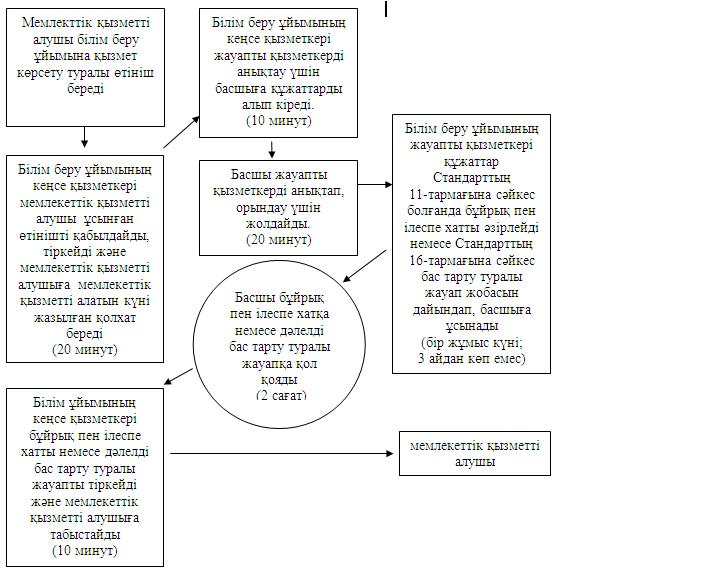 Мемлекттік қызметті
алушы білім беру
ұйымына қызмет
көрсету туралы өтініш
береді
Білім беру ұйымының
кеңсе қызметкері
мемлекеттік қызметті
алушы ұсынған
өтінішті қабылдайды,
тіркейді және
мемлекеттік қызметті
алушыға мемлекеттік
қызметті алатын күні
жазылған қолхат
береді
(20 минут)
Білім беру ұйымының
кеңсе қызметкері
жауапты қызметкерді
анықтау үшін
басшыға құжаттарды
алып кіреді.
(10 минут)
Басшы жауапты
қызметкерді анықтап,
орындау үшін
жолдайды.
(20 минут)
Білім беру ұйымының
жауапты қызметкері
құжаттар
Стандарттың
11-тармағына сәйкес
болғанда бұйрық пен
ілеспе хатты әзірлейді
немесе Стандарттың
16-тармағына сәйкес
бас тарту туралы
жауап жобасын
дайындап, басшыға
ұсынады
(бір жұмыс күні;
3 айдан көп емес)
Басшы бұйрық
пен ілеспе хатқа
немесе дәлелді
бас тарту туралы
жауапқа қол
қояды
(2 сағат)
Білім ұйымының
кеңсе қызметкері
бұйрық пен ілеспе
хатты немесе дәлелді
бас тарту туралы
жауапты тіркейді
және мемлекеттік
қызметті алушыға
табыстайды
(10 минут)
мемлекеттік қызметті
алушы